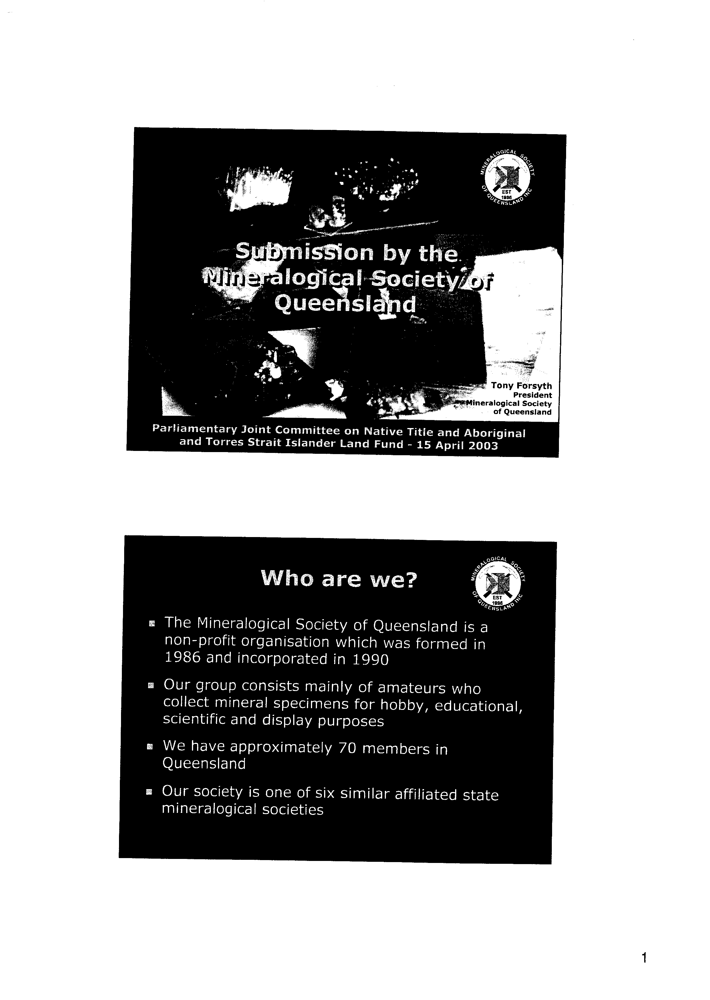 MINERALOGICAL SOCIETY
OF QUEENSLAND INC
EST
1986
Submission by the
Mineralogical Society of
Queensland
Tony Forsyth
President
Mineralogical Society
of Queensland
Parliamentary Joint Committee on Native Title and Aboriginal
and Torres Strait Islander Land Fund - 15 April 2003
Who are we?
MINERALOGICAL SOCIETY
OF QUEENSLAND INC
EST
1986
The Mineralogical Society of Queensland is a
non-profit organisation which was formed in
1986 and incorporated in 1990
Our group consists mainly of amateurs who
collect mineral specimens for hobby, educational,
scientific and display purposes
We have approximately 70 members in
Queensland
Our society is one of six similar affiliated state
mineralogical societies
1